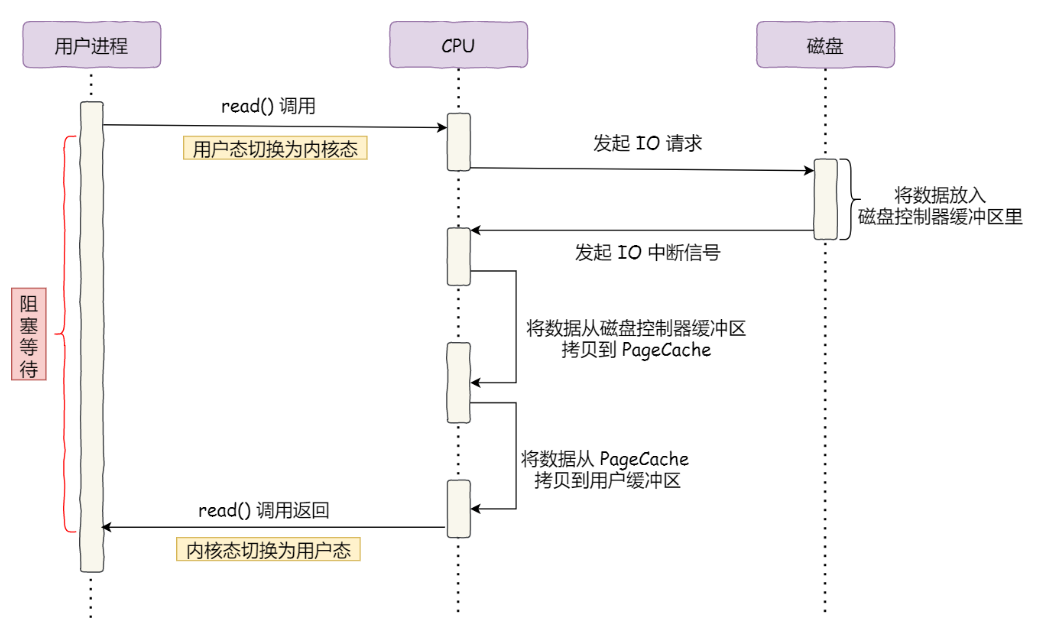 用户进程
CPU
磁盘
read() 调用
用户态切换为内核态
发起 IO 请求
将数据放入
磁盘控制器缓冲区里
发起 IO 中断信号
阻
塞
等
待
将数据从磁盘控制器缓冲区
拷贝到 PageCache
将数据从 PageCache
拷贝到用户缓冲区
read() 调用返回
内核态切换为用户态